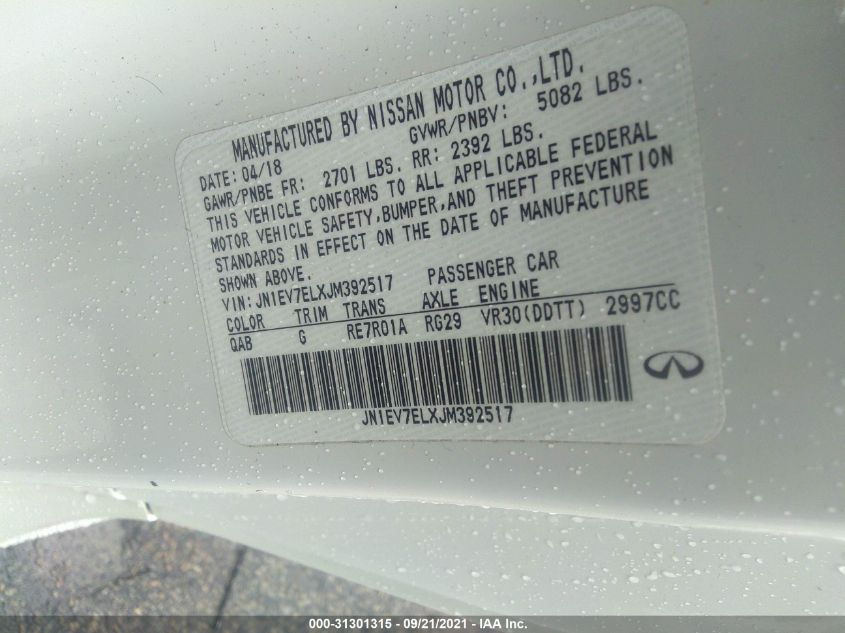 MANUFACTURED BY NISSAN MOTOR CO.,LTD.
DATE: 04/18 GVWR/PNBV: 5082 LBS.
GAWR/PNBE FR: 2701 LBS. RR: 2392 LBS.
THIS VEHICLE CONFORMS TO ALL APPLICABLE FEDERAL
MOTOR VEHICLE SAFETY,BUMPER,AND THEFT PREVENTION
STANDARDS IN EFFECT ON THE DATE OF MANUFACTURE
SHOWN ABOVE.
VIN: JN1EV7ELXJM392517 PASSENGER CAR
COLOR TRIM TRANS AXLE ENGINE
QAB G RE7R01A RG29 VR30(DDTT) 2997CC
JN1EV7ELXJM392517
000-31301315 - 09/21/2021 - IAA Inc.